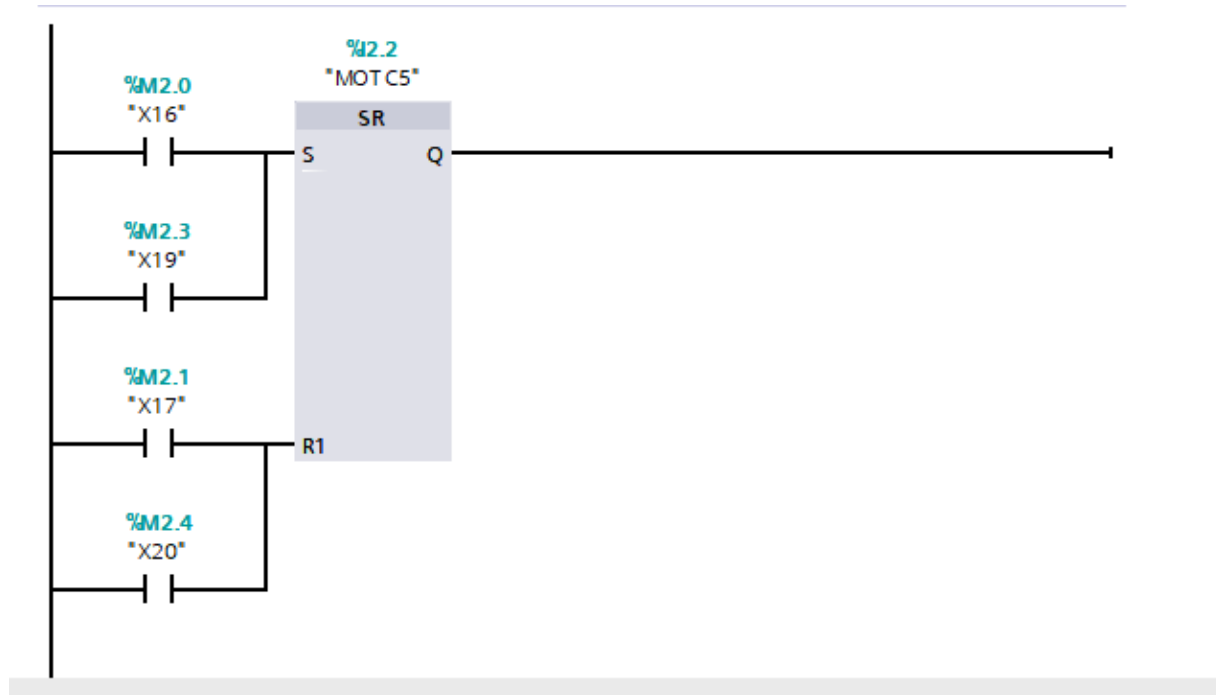 %I2.2
"MOT C5"
%M2.0
"X16"
SR
S Q
%M2.3
"X19"
%M2.1
"X17"
R1
%M2.4
"X20"